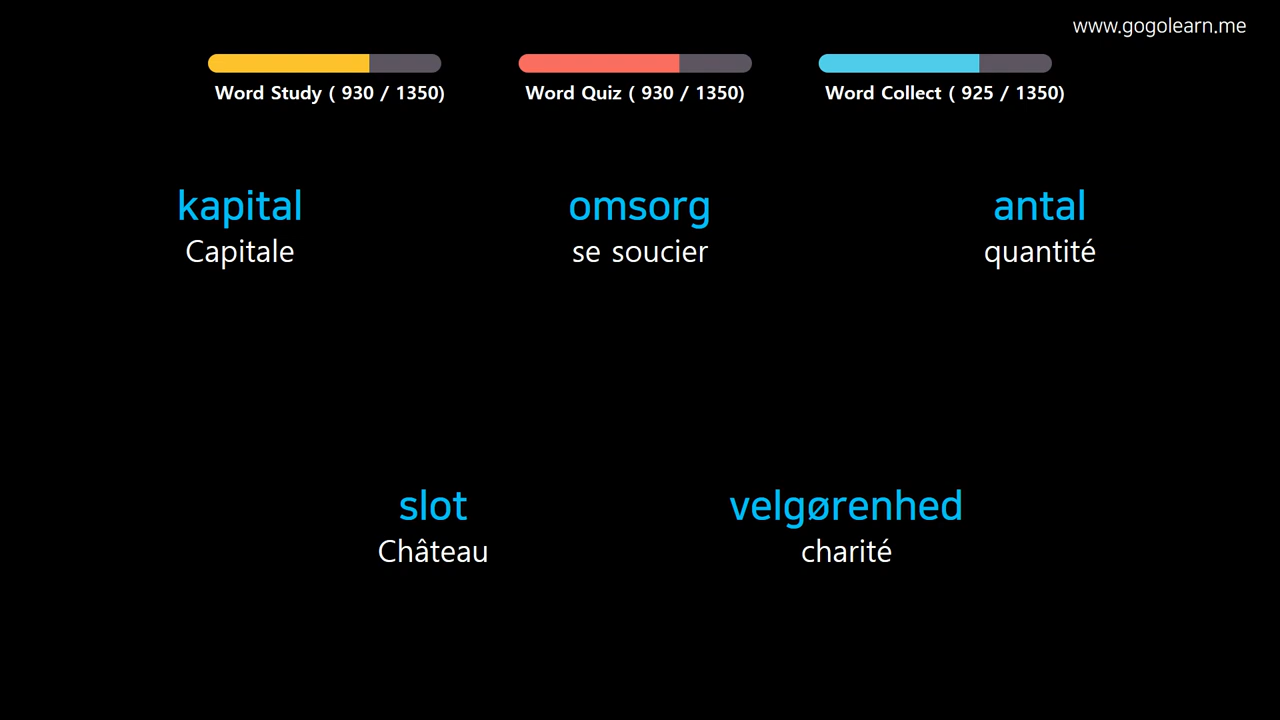 www.gogolearn.me
Word Study ( 930 / 1350)
Word Quiz ( 930 / 1350)
Word Collect ( 925 / 1350)
kapital
Capitale
omsorg
se soucier
antal
quantité
slot
Château
velgørenhed
charité